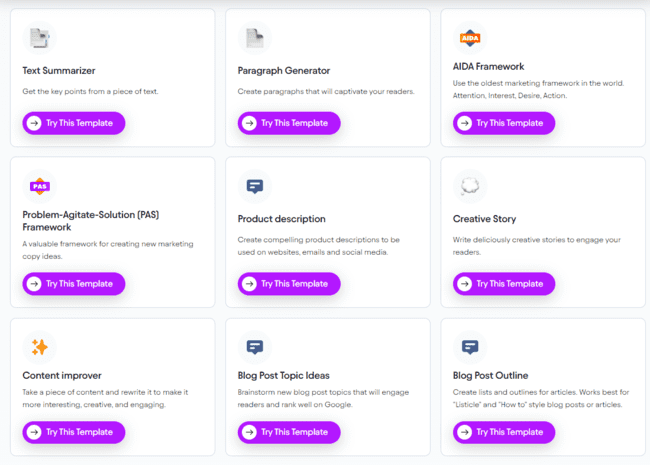 Text Summarizer
Get the key points from a piece of text.
Try This Template
Paragraph Generator
Create paragraphs that will captivate your readers.
Try This Template
AIDA
AIDA Framework
Use the oldest marketing framework in the world.
Attention, Interest, Desire, Action.
Try This Template
PAS
Problem-Agitate-Solution (PAS)
Framework
A valuable framework for creating new marketing
copy ideas.
Try This Template
Product description
Create compelling product descriptions to be
used on websites, emails and social media.
Try This Template
Creative Story
Write deliciously creative stories to engage your
readers.
Try This Template
Content improver
Take a piece of content and rewrite it to make it
more interesting, creative, and engaging.
Try This Template
Blog Post Topic Ideas
Brainstorm new blog post topics that will engage
readers and rank well on Google.
Try This Template
Blog Post Outline
Create lists and outlines for articles. Works best for
"Listicle" and "How to" style blog posts or articles.
Try This Template